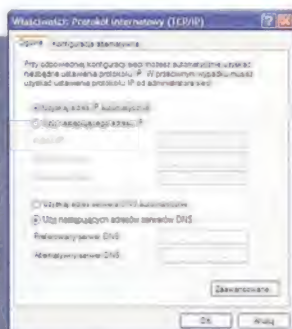 Właściwości: Protokół internetowy (TCP/IP)
Ogólne Konfiguracja alternatywna
Przy odpowiedniej konfiguracji sieci możesz automatycznie uzyskać
niezbędne ustawienia protokołu IP. W przeciwnym wypadku musisz
uzyskać ustawienia protokołu IP od administratora sieci.
Uzyskaj adres IP automatycznie
Użyj następującego adresu IP
Adres IP
Uzyskaj adres serwera DNS automatycznie
Użyj następujących adresów serwerów DNS
Preferowany serwer DNS
Alternatywny serwer DNS
Zaawansowane...
OK Anuluj